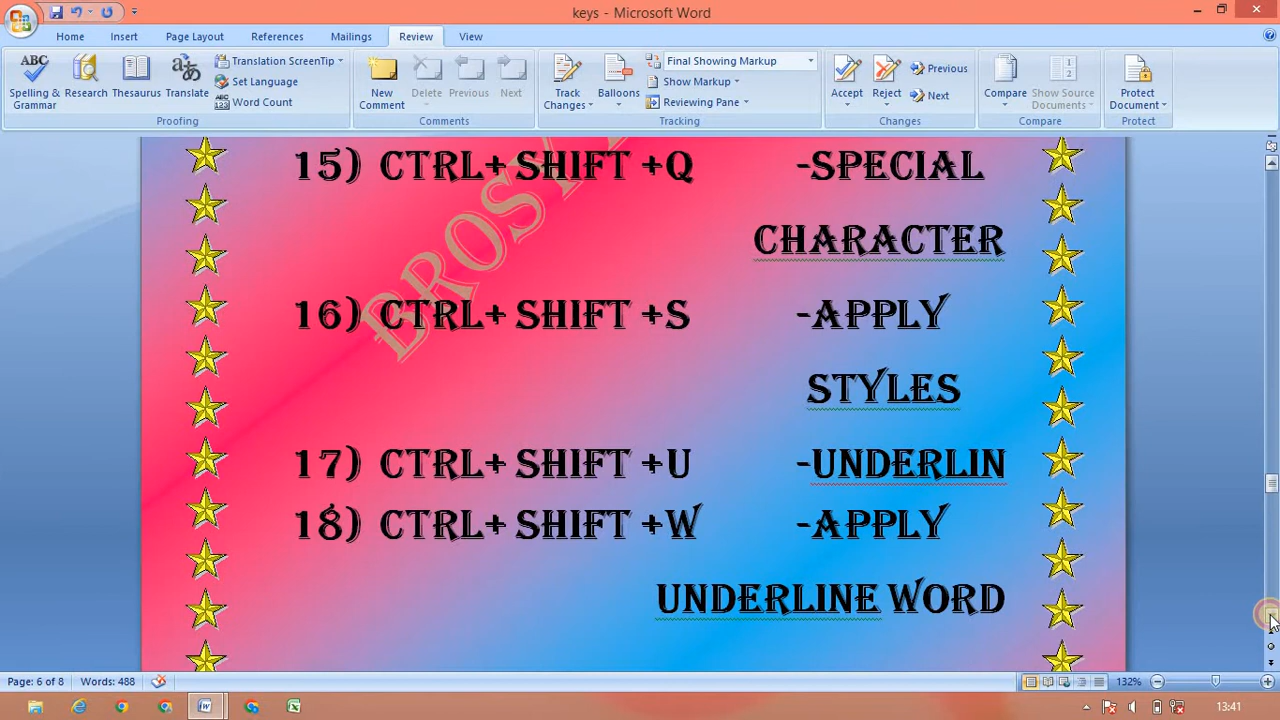 keys - Microsoft Word
Home Insert Page Layout References Mailings Review View
ABC Spelling & Grammar
Research
Thesaurus
Translate
Translation ScreenTip
Set Language
Word Count
Proofing
New Comment
Delete
Previous
Next
Comments
Track Changes
Balloons
Final Showing Markup
Show Markup
Reviewing Pane
Tracking
Accept
Reject
Previous
Next
Changes
Compare
Show Source Documents
Compare
Protect Document
Protect
15) CTRL+ SHIFT +Q -SPECIAL
CHARACTER
16) CTRL+ SHIFT +S -APPLY
STYLES
17) CTRL+ SHIFT +U -UNDERLIN
18) CTRL+ SHIFT +W -APPLY
UNDERLINE WORD
Page: 6 of 8 Words: 488 132%
13:41